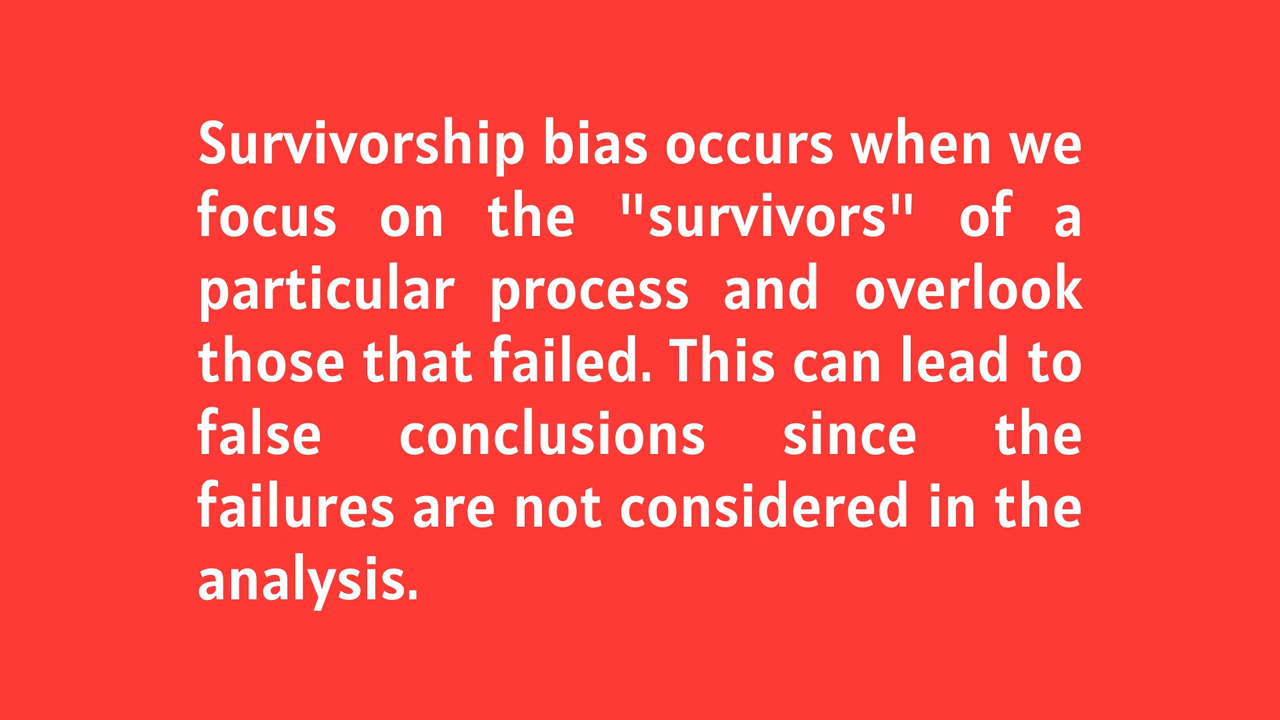 Survivorship bias occurs when we
focus on the "survivors" of a
particular process and overlook
those that failed. This can lead to
false conclusions since the
failures are not considered in the
analysis.